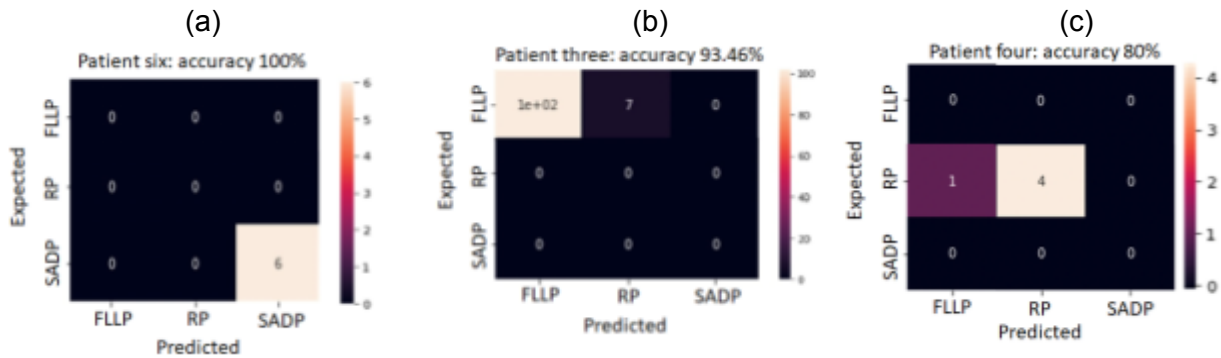 (a)
Patient six: accuracy 100%
Expected
FLLP
RP
SADP
0 0 0
0 0 0
0 0 6
FLLP RP SADP
Predicted
6
5
4
3
2
1
0
(b)
Patient three: accuracy 93.46%
Expected
FLLP
RP
SADP
1e+02 7 0
0 0 0
0 0 0
FLLP RP SADP
Predicted
100
80
60
40
20
0
(c)
Patient four: accuracy 80%
Expected
FLLP
RP
SADP
0 0 0
1 4 0
0 0 0
FLLP RP SADP
Predicted
4
3
2
1
0